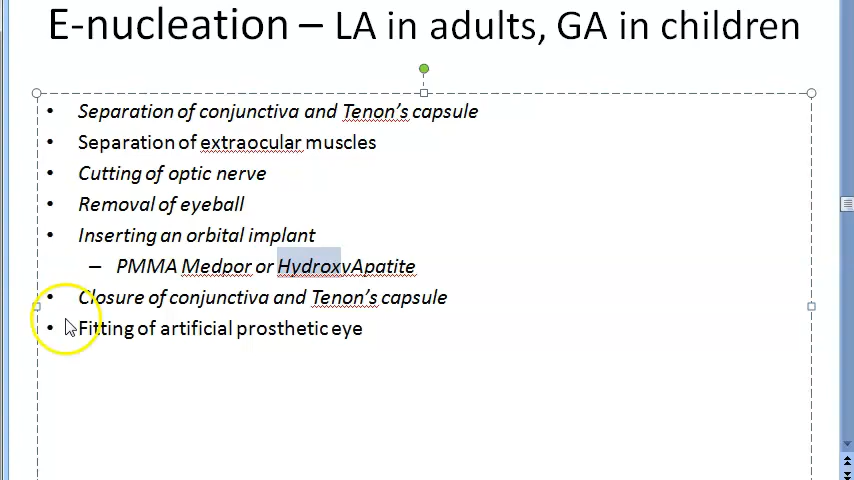 E-nucleation – LA in adults, GA in children
• Separation of conjunctiva and Tenon's capsule
• Separation of extraocular muscles
• Cutting of optic nerve
• Removal of eyeball
• Inserting an orbital implant
– PMMA Medpor or HydroxvApatite
• Closure of conjunctiva and Tenon's capsule
• Fitting of artificial prosthetic eye